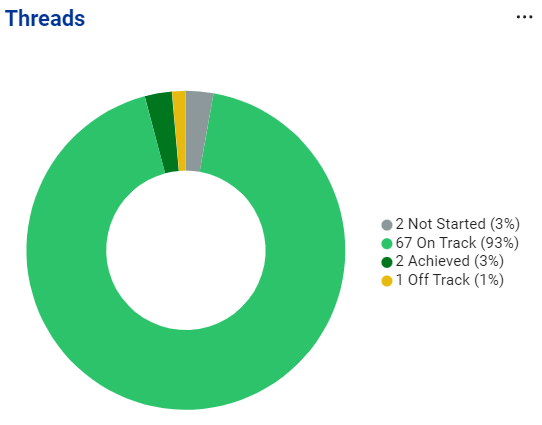 Threads
2 Not Started (3%)
67 On Track (93%)
2 Achieved (3%)
1 Off Track (1%)